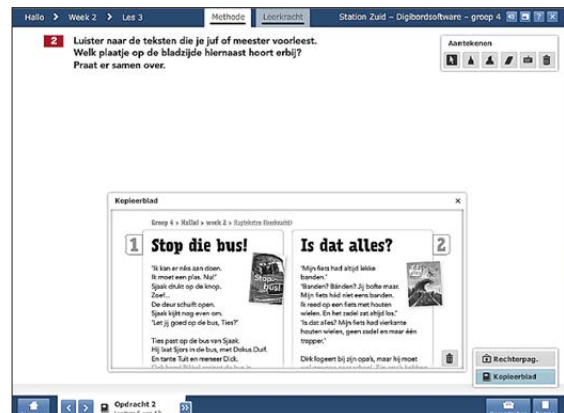 Hallo > Week 2 > Les 3
Methode
Leerkracht
Station Zuid – Digibordsoftware – groep 4
2 Luister naar de teksten die je juf of meester voorleest.
Welk plaatje op de bladzijde hiernaast hoort erbij?
Praat er samen over.
Aantekenen
Kopieerblad
Groep 4 > Hallo! > week 2 >
1 Stop die bus!
'Ik kan er niks aan doen.
Ik moet een plas. Nu!'
Sjaak drukt op de knop.
Zoef...
De deur schuift open.
Sjaak kijkt nog even om.
'Let jij goed op de bus, Ties?'
Ties past op de bus van Sjaak.
Hij laat Sjors in de bus, met Dokus Duif.
En tante Tuit en meneer Dick.
Stop die bus!
Is dat alles? 2
'Mijn fiets had altijd lekke
banden.'
'Banden? Bánden? Jij bofte maar.
Mijn fiets hád niet eens banden.
Ik reed op een fiets met houten
wielen. En het zadel zat altijd los.'
'Is dat alles? Mijn fiets had vierkante
houten wielen, geen zadel en maar één
trapper.'
Dirk logeert bij zijn opa's, maar hij moet
Rechterpag.
Kopieerblad
Opdracht 2